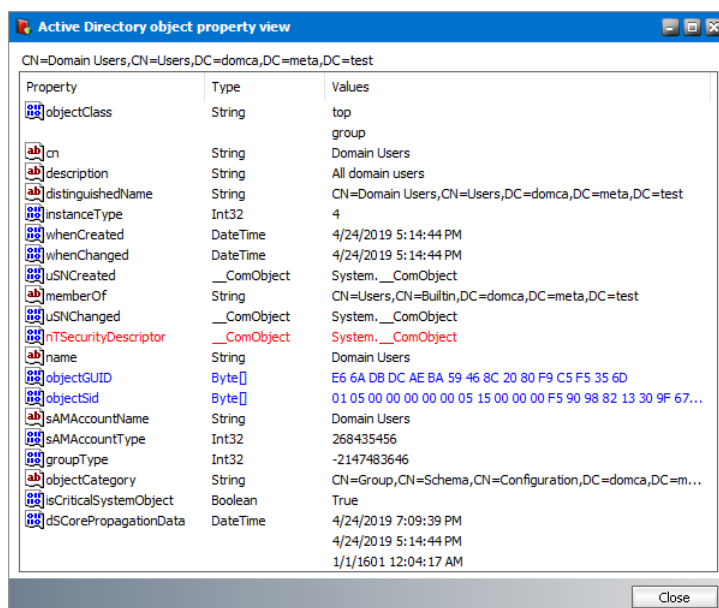 Active Directory object property view
CN=Domain Users,CN=Users,DC=domca,DC=meta,DC=test
Property Type Values
objectClass String top
group
cn String Domain Users
description String All domain users
distinguishedName String CN=Domain Users,CN=Users,DC=domca,DC=meta,DC=test
instanceType Int32 4
whenCreated DateTime 4/24/2019 5:14:44 PM
whenChanged DateTime 4/24/2019 5:14:44 PM
uSNCreated __ComObject System.__ComObject
memberOf String CN=Users,CN=Builtin,DC=domca,DC=meta,DC=test
uSNChanged __ComObject System.__ComObject
nTSecurityDescriptor __ComObject System.__ComObject
name String Domain Users
objectGUID Byte[] E6 6A DB DC AE BA 59 46 8C 20 80 F9 C5 F5 35 6D
objectSid Byte[] 01 05 00 00 00 00 00 05 15 00 00 00 F5 90 98 82 13 30 9F 67...
sAMAccountName String Domain Users
sAMAccountType Int32 268435456
groupType Int32 -2147483646
objectCategory String CN=Group,CN=Schema,CN=Configuration,DC=domca,DC=m...
isCriticalSystemObject Boolean True
dSCorePropagationData DateTime 4/24/2019 7:09:39 PM
4/24/2019 5:14:44 PM
1/1/1601 12:04:17 AM
Close